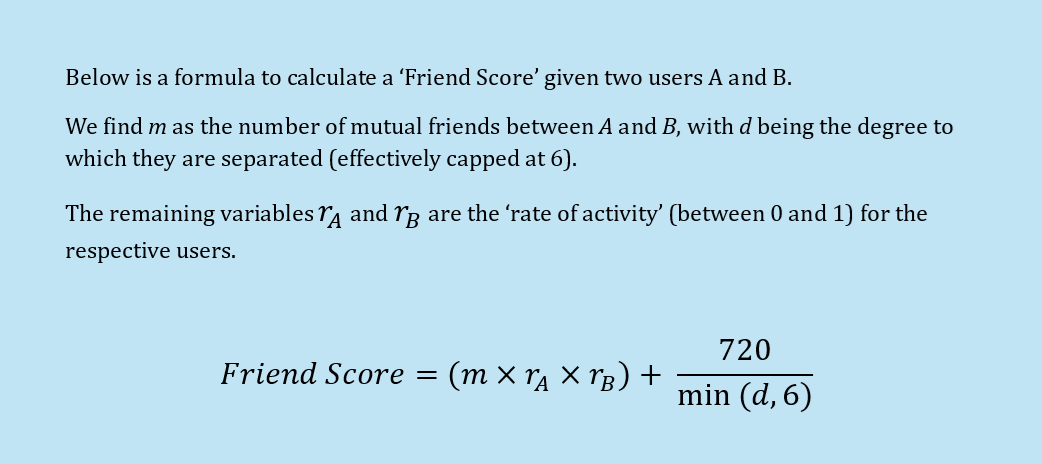 Below is a formula to calculate a ‘Friend Score’ given two users A and B.
We find m as the number of mutual friends between A and B, with d being the degree to
which they are separated (effectively capped at 6).
The remaining variables r_A and r_B are the ‘rate of activity’ (between 0 and 1) for the
respective users.
Friend Score = (m × r_A × r_B) + 720 / min (d, 6)